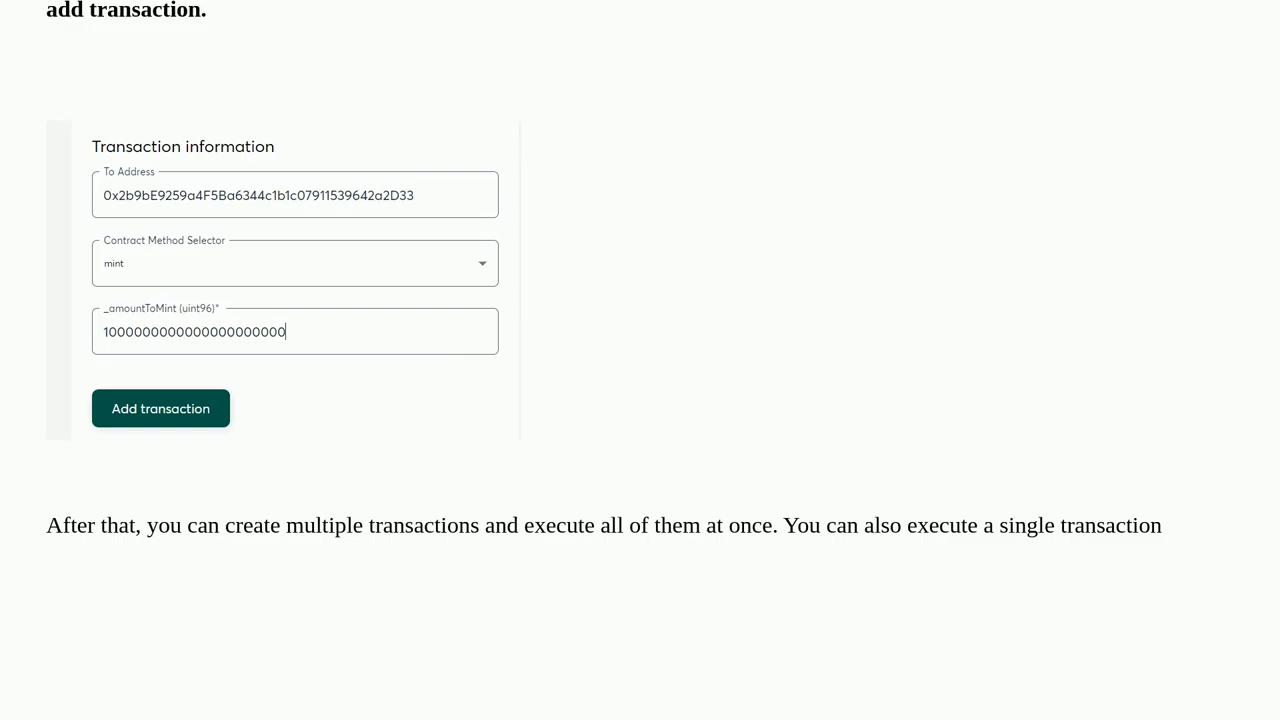 add transaction.
Transaction information
To Address
0x2b9bE9259a4F5Ba6344c1b1c07911539642a2D33
Contract Method Selector
mint
_amountToMint (uint96)*
1000000000000000000000
Add transaction
After that, you can create multiple transactions and execute all of them at once. You can also execute a single transaction